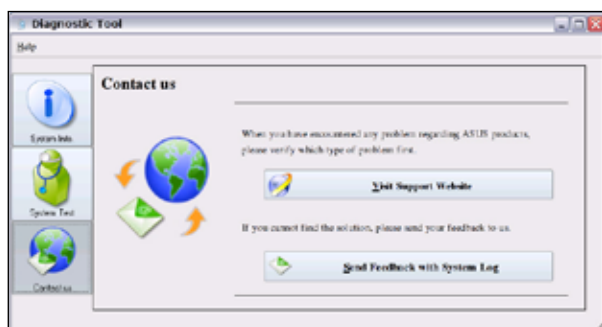 Diagnostic Tool
Help
System Info
System Test
Contact us
Contact us
When you have encountered any problem regarding ASUS products,
please verify which type of problem first.
Visit Support Website
If you cannot find the solution, please send your feedback to us.
Send Feedback with System Log